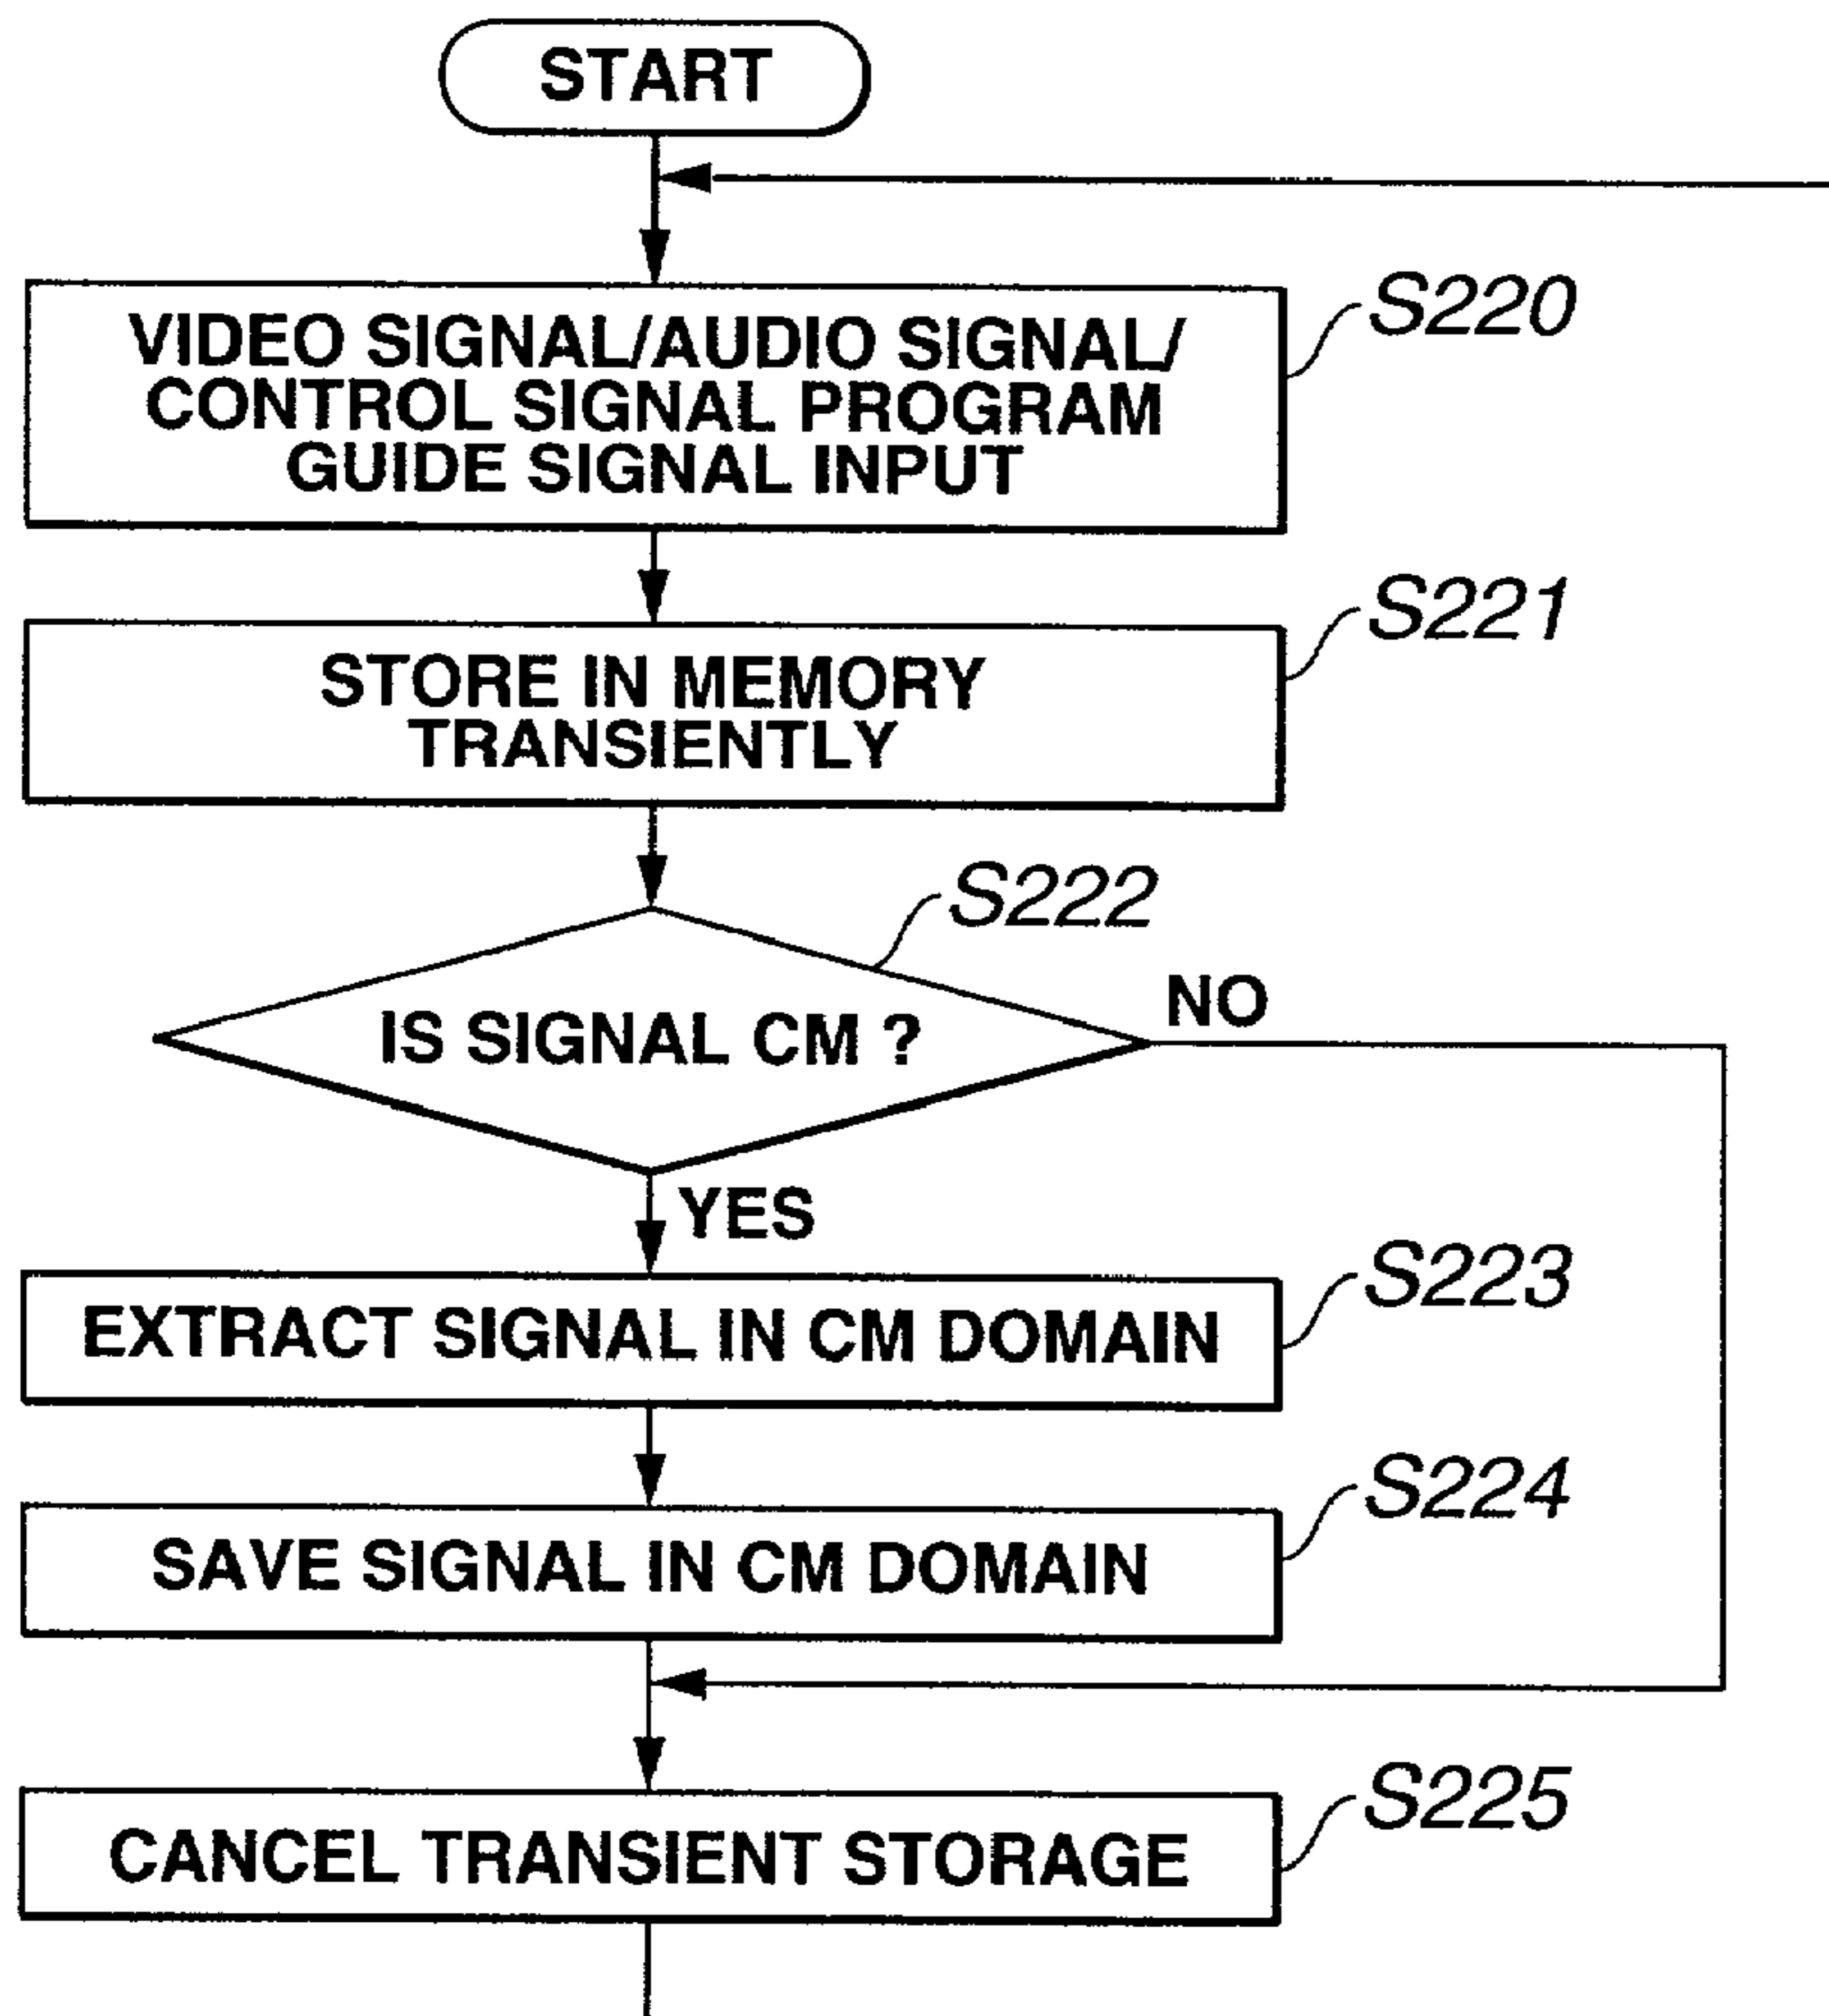 START
VIDEO SIGNAL/AUDIO SIGNAL/
CONTROL SIGNAL PROGRAM
GUIDE SIGNAL INPUT
S220
STORE IN MEMORY
TRANSIENTLY
S221
S222
IS SIGNAL CM ?
NO
YES
EXTRACT SIGNAL IN CM DOMAIN
S223
SAVE SIGNAL IN CM DOMAIN
S224
CANCEL TRANSIENT STORAGE
S225